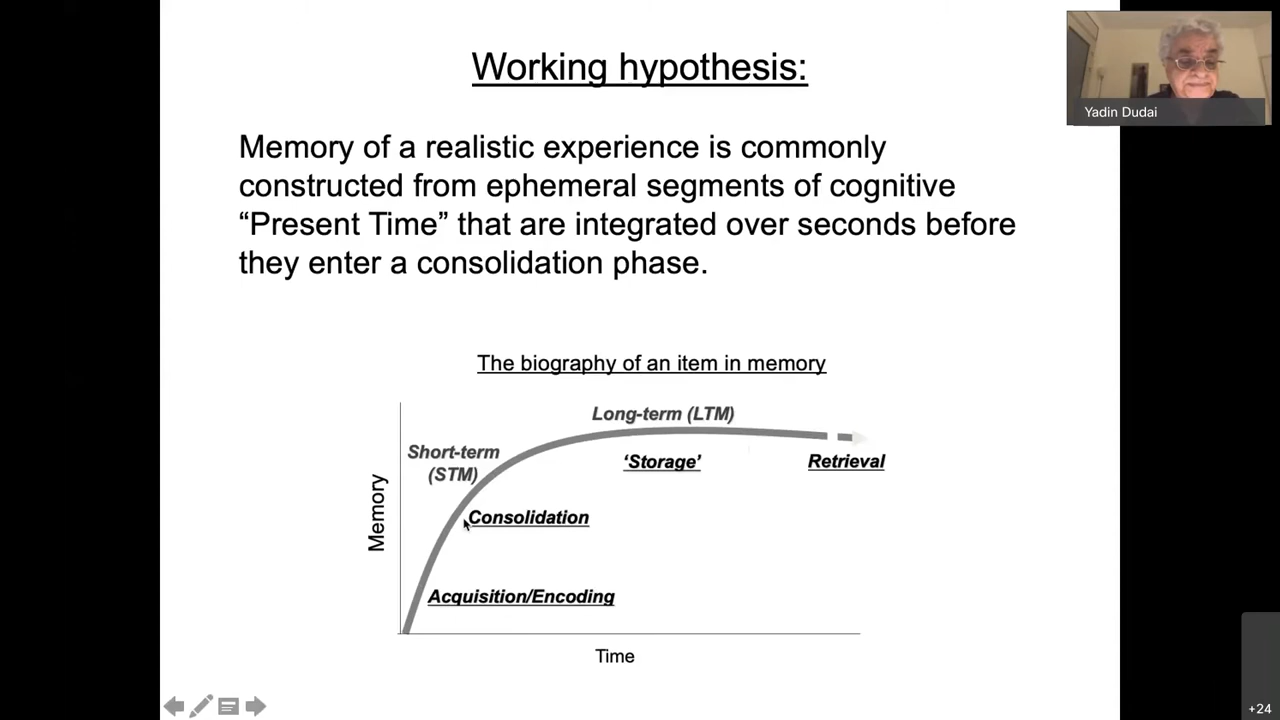 Working hypothesis:
Yadin Dudai
Memory of a realistic experience is commonly
constructed from ephemeral segments of cognitive
“Present Time” that are integrated over seconds before
they enter a consolidation phase.
The biography of an item in memory
Long-term (LTM)
Short-term
(STM)
‘Storage’
Retrieval
Consolidation
Memory
Acquisition/Encoding
Time
+24